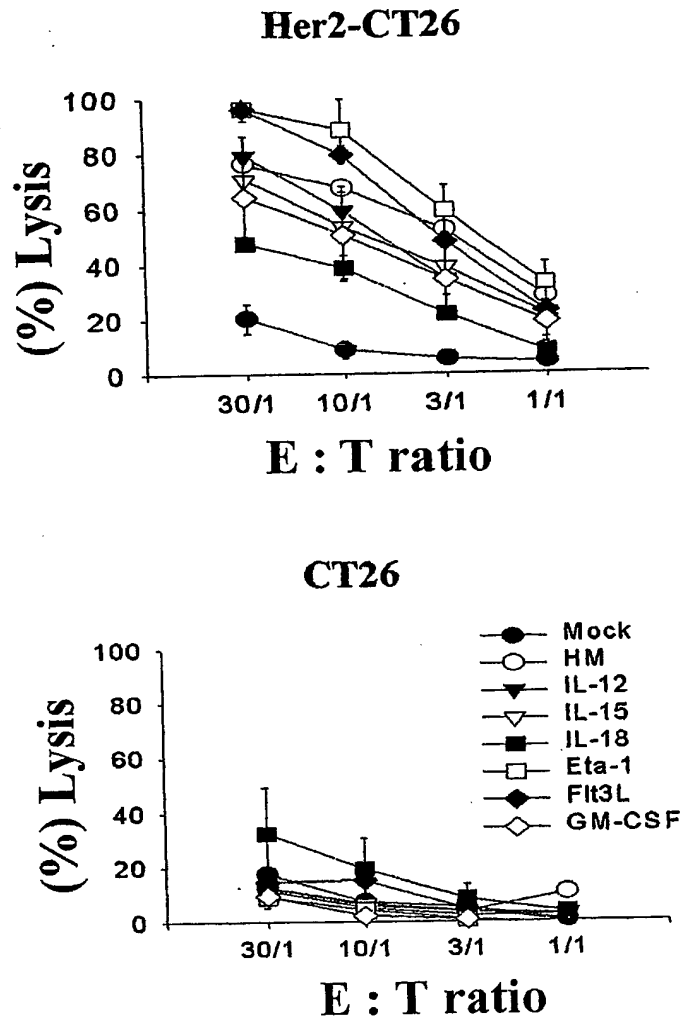 Her2-CT26
100
80
60
40
20
0
(%) Lysis
30/1 10/1 3/1 1/1
E : T ratio
CT26
100
80
60
40
20
0
(%) Lysis
Mock
HM
IL-12
IL-15
IL-18
Eta-1
Flt3L
GM-CSF
30/1 10/1 3/1 1/1
E : T ratio